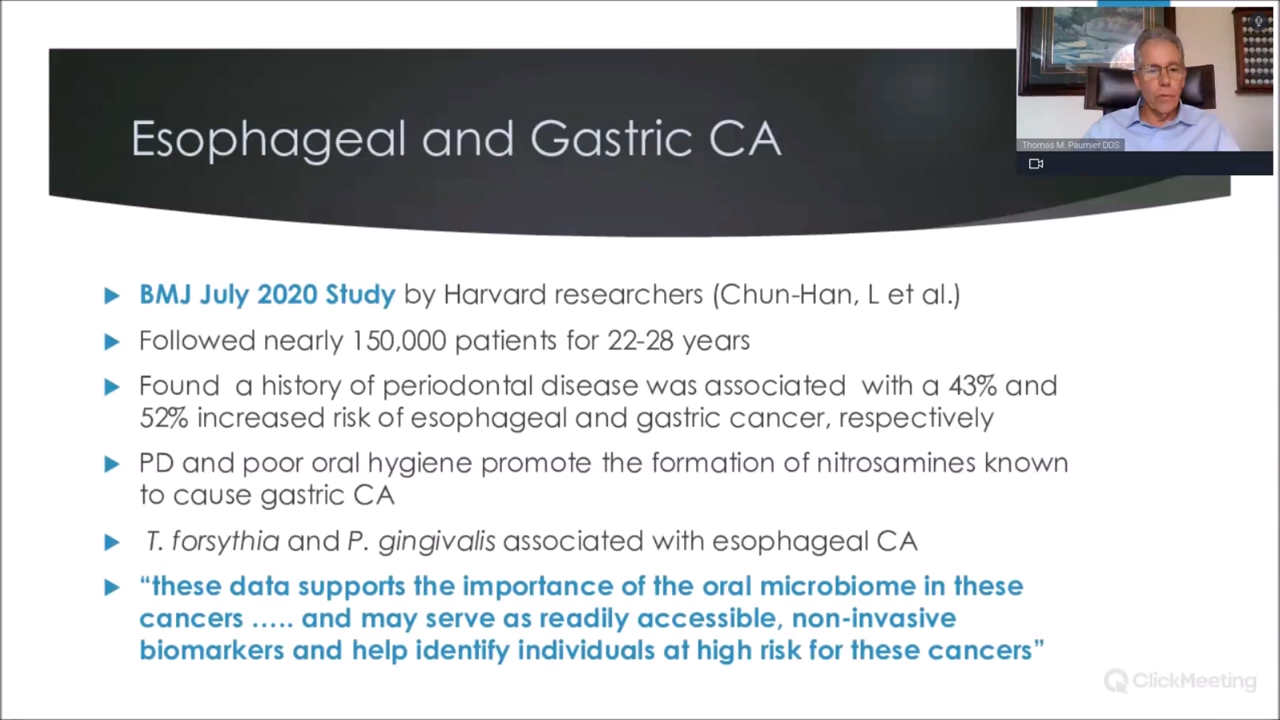 Esophageal and Gastric CA
Thomas M. Paumier DDS
BMJ July 2020 Study by Harvard researchers (Chun-Han, L et al.)
Followed nearly 150,000 patients for 22-28 years
Found a history of periodontal disease was associated with a 43% and
52% increased risk of esophageal and gastric cancer, respectively
PD and poor oral hygiene promote the formation of nitrosamines known
to cause gastric CA
T. forsythia and P. gingivalis associated with esophageal CA
“these data supports the importance of the oral microbiome in these
cancers ….. and may serve as readily accessible, non-invasive
biomarkers and help identify individuals at high risk for these cancers”
ClickMeeting